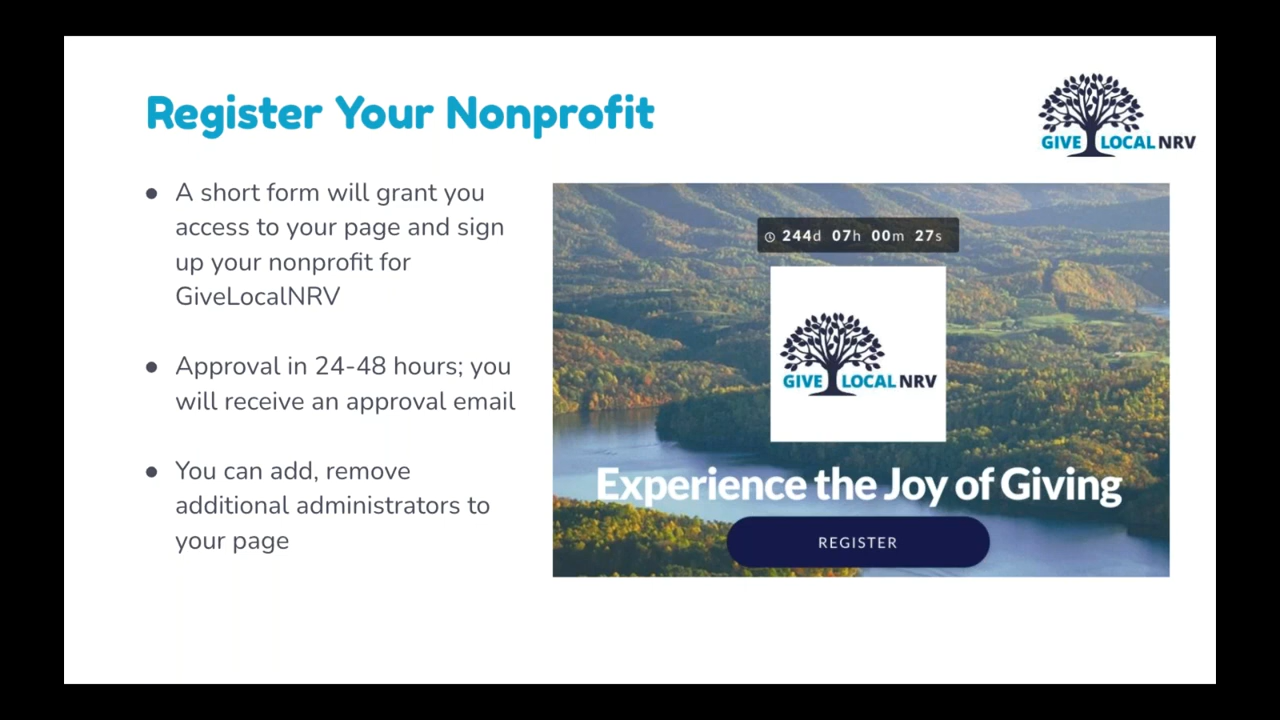 Register Your Nonprofit
GIVE LOCAL NRV
● A short form will grant you
access to your page and sign
up your nonprofit for
GiveLocalNRV
● Approval in 24-48 hours; you
will receive an approval email
● You can add, remove
additional administrators to
your page
244d 07h 00m 27s
GIVE LOCAL NRV
Experience the Joy of Giving
REGISTER